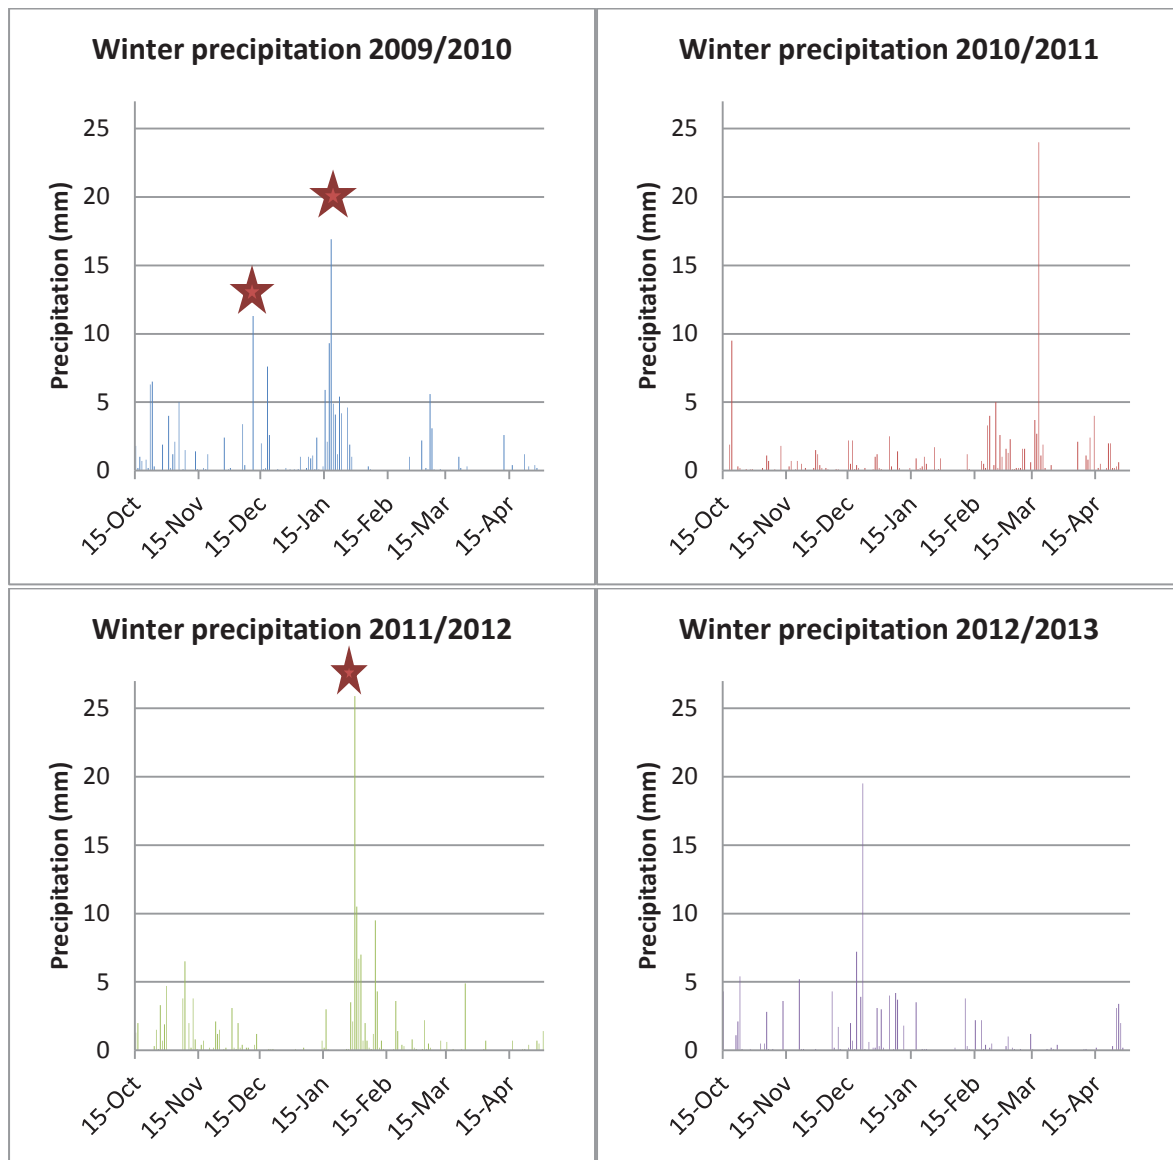 Winter precipitation 2009/2010
Precipitation (mm)
25
20
15
10
5
0
15-Oct
15-Nov
15-Dec
15-Jan
15-Feb
15-Mar
15-Apr
Winter precipitation 2010/2011
Precipitation (mm)
25
20
15
10
5
0
15-Oct
15-Nov
15-Dec
15-Jan
15-Feb
15-Mar
15-Apr
Winter precipitation 2011/2012
Precipitation (mm)
25
20
15
10
5
0
15-Oct
15-Nov
15-Dec
15-Jan
15-Feb
15-Mar
15-Apr
Winter precipitation 2012/2013
Precipitation (mm)
25
20
15
10
5
0
15-Oct
15-Nov
15-Dec
15-Jan
15-Feb
15-Mar
15-Apr